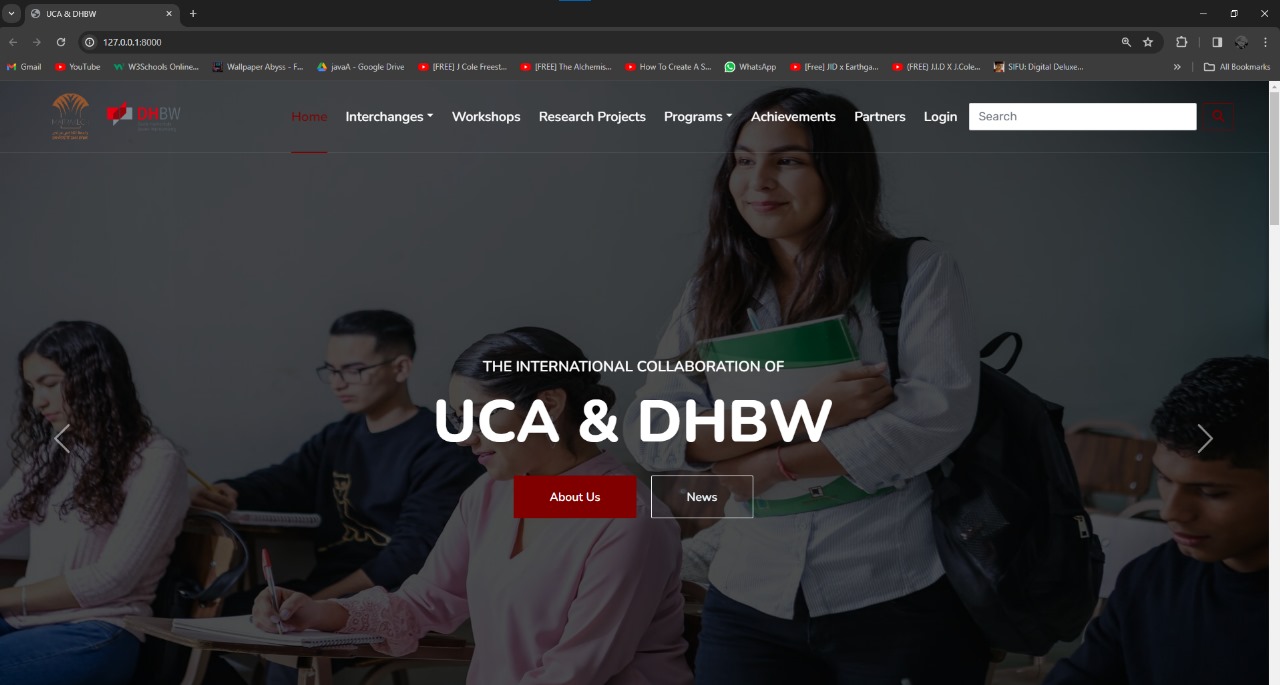 UCA & DHBW
127.0.0.1:8000
Gmail
YouTube
W3Schools Online...
Wallpaper Abyss - F...
javaA - Google Drive
[FREE] J Cole Freest...
[FREE] The Alchemis...
How To Create A S...
WhatsApp
[Free] JID x Earthga...
(FREE) J.I.D X J.Cole...
SIFU: Digital Deluxe...
»
All Bookmarks
DHBW
Home
Interchanges
Workshops
Research Projects
Programs
Achievements
Partners
Login
Search
THE INTERNATIONAL COLLABORATION OF
UCA & DHBW
About Us
News